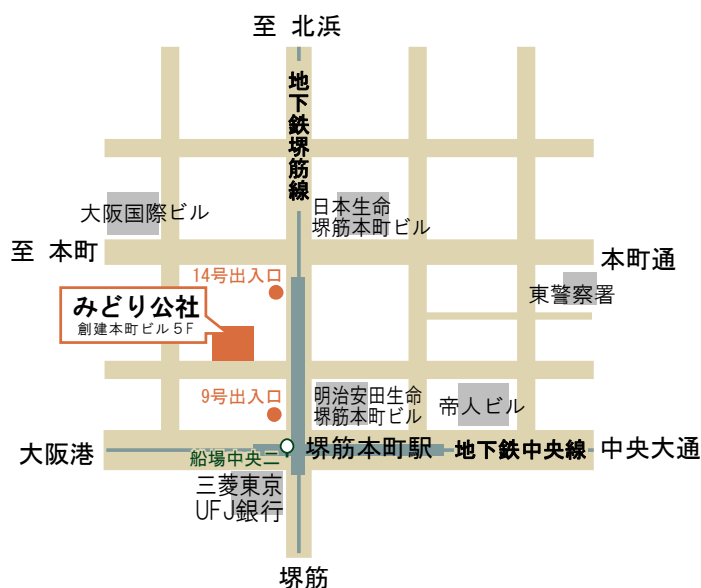 至 北浜
地下鉄堺筋線
大阪国際ビル
日本生命
堺筋本町ビル
至 本町
本町通
14号出入口
東警察署
みどり公社
創建本町ビル5F
9号出入口
明治安田生命
堺筋本町ビル
帝人ビル
大阪港
船場中央三
堺筋本町駅
地下鉄中央線
中央大通
三菱東京
UFJ銀行
堺筋